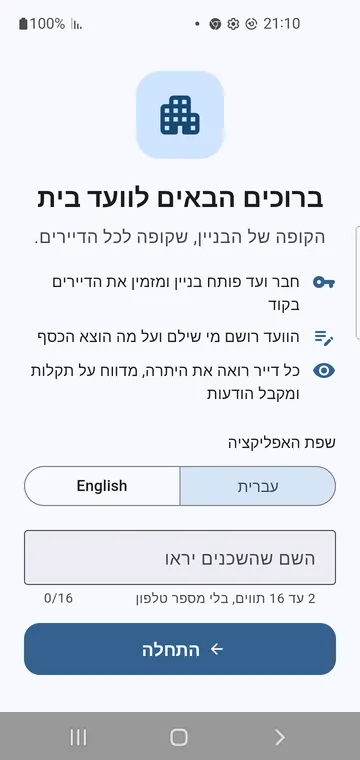 100%
21:10
ברוכים הבאים לוועד בית
הקופה של הבניין, שקופה לכל הדיירים.
חבר ועד פותח בניין ומזמין את הדיירים
בקוד
הוועד רושם מי שילם ועל מה הוצא הכסף
כל דייר רואה את היתרה, מדווח על תקלות
ומקבל הודעות
שפת האפליקציה
עברית
English
השם שהשכנים יראו
2 עד 16 תווים, בלי מספר טלפון
0/16
התחלה